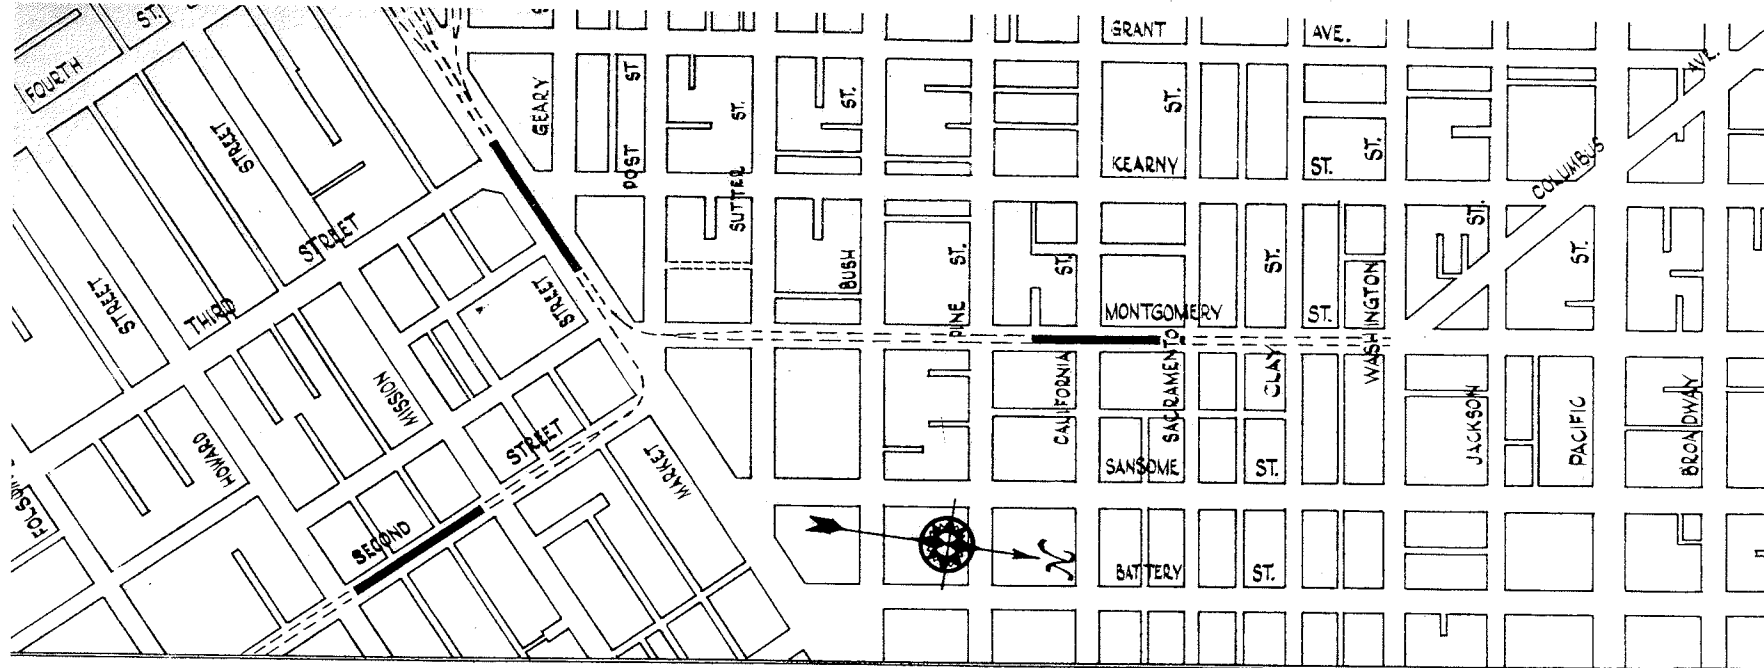 ST.
FOURTH
STREET
GEARY
POST ST
SUTTER ST.
BUSH ST.
PINE ST.
CALIFORNIA ST.
SACRAMENTO ST.
CLAY ST.
WASHINGTON ST.
JACKSON ST.
PACIFIC ST.
BROADWAY
COLUMBUS AVE.
GRANT AVE.
KEARNY ST.
MONTGOMERY ST.
SANSOME ST.
BATTERY ST.
THIRD STREET
SECOND STREET
MISSION STREET
HOWARD STREET
MARKET
N